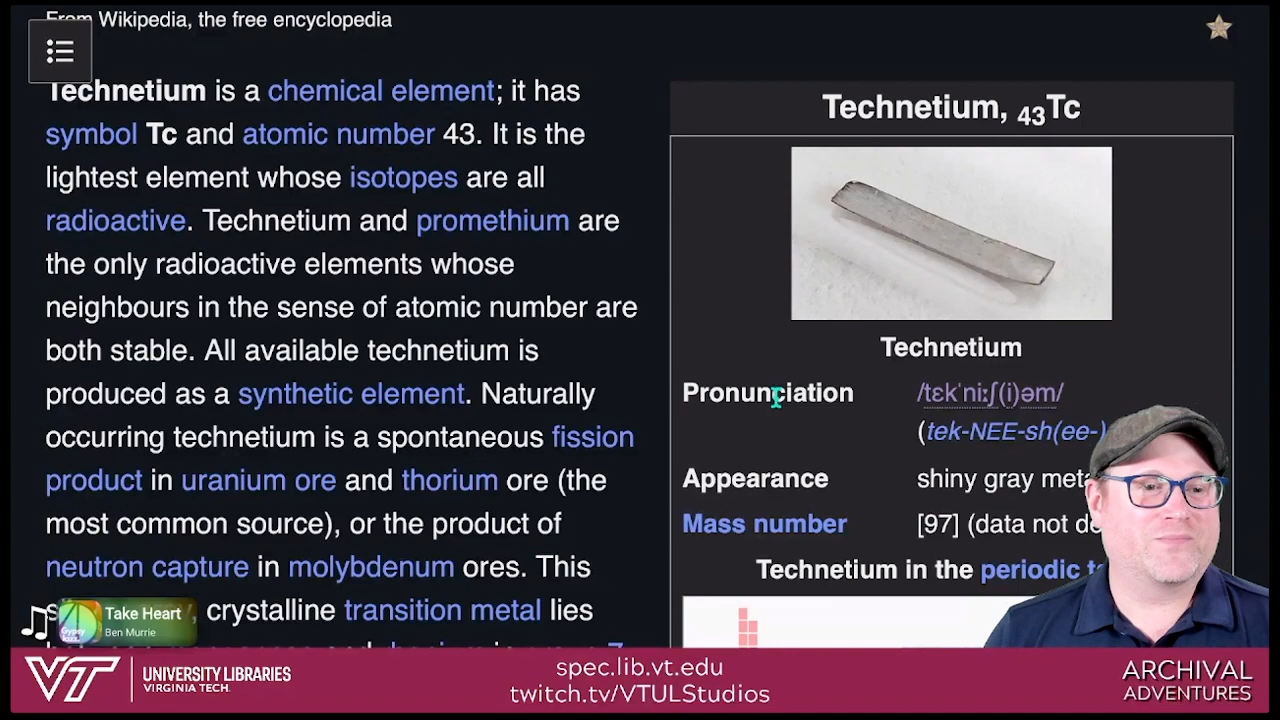 From Wikipedia, the free encyclopedia
Technetium is a chemical element; it has
symbol Tc and atomic number 43. It is the
lightest element whose isotopes are all
radioactive. Technetium and promethium are
the only radioactive elements whose
neighbours in the sense of atomic number are
both stable. All available technetium is
produced as a synthetic element. Naturally
occurring technetium is a spontaneous fission
product in uranium ore and thorium ore (the
most common source), or the product of
neutron capture in molybdenum ores. This
, crystalline transition metal lies
Technetium, 43Tc
Technetium
Pronunciation /tɛkˈniːʃ(i)əm/
(tek-NEE-sh(ee-)
Appearance shiny gray meta
Mass number [97] (data not de
Technetium in the periodic ta
Take Heart
Ben Murrie
Gypsy
Jazz
VT UNIVERSITY LIBRARIES
VIRGINIA TECH.
spec.lib.vt.edu
twitch.tv/VTULStudios
ARCHIVAL
ADVENTURES